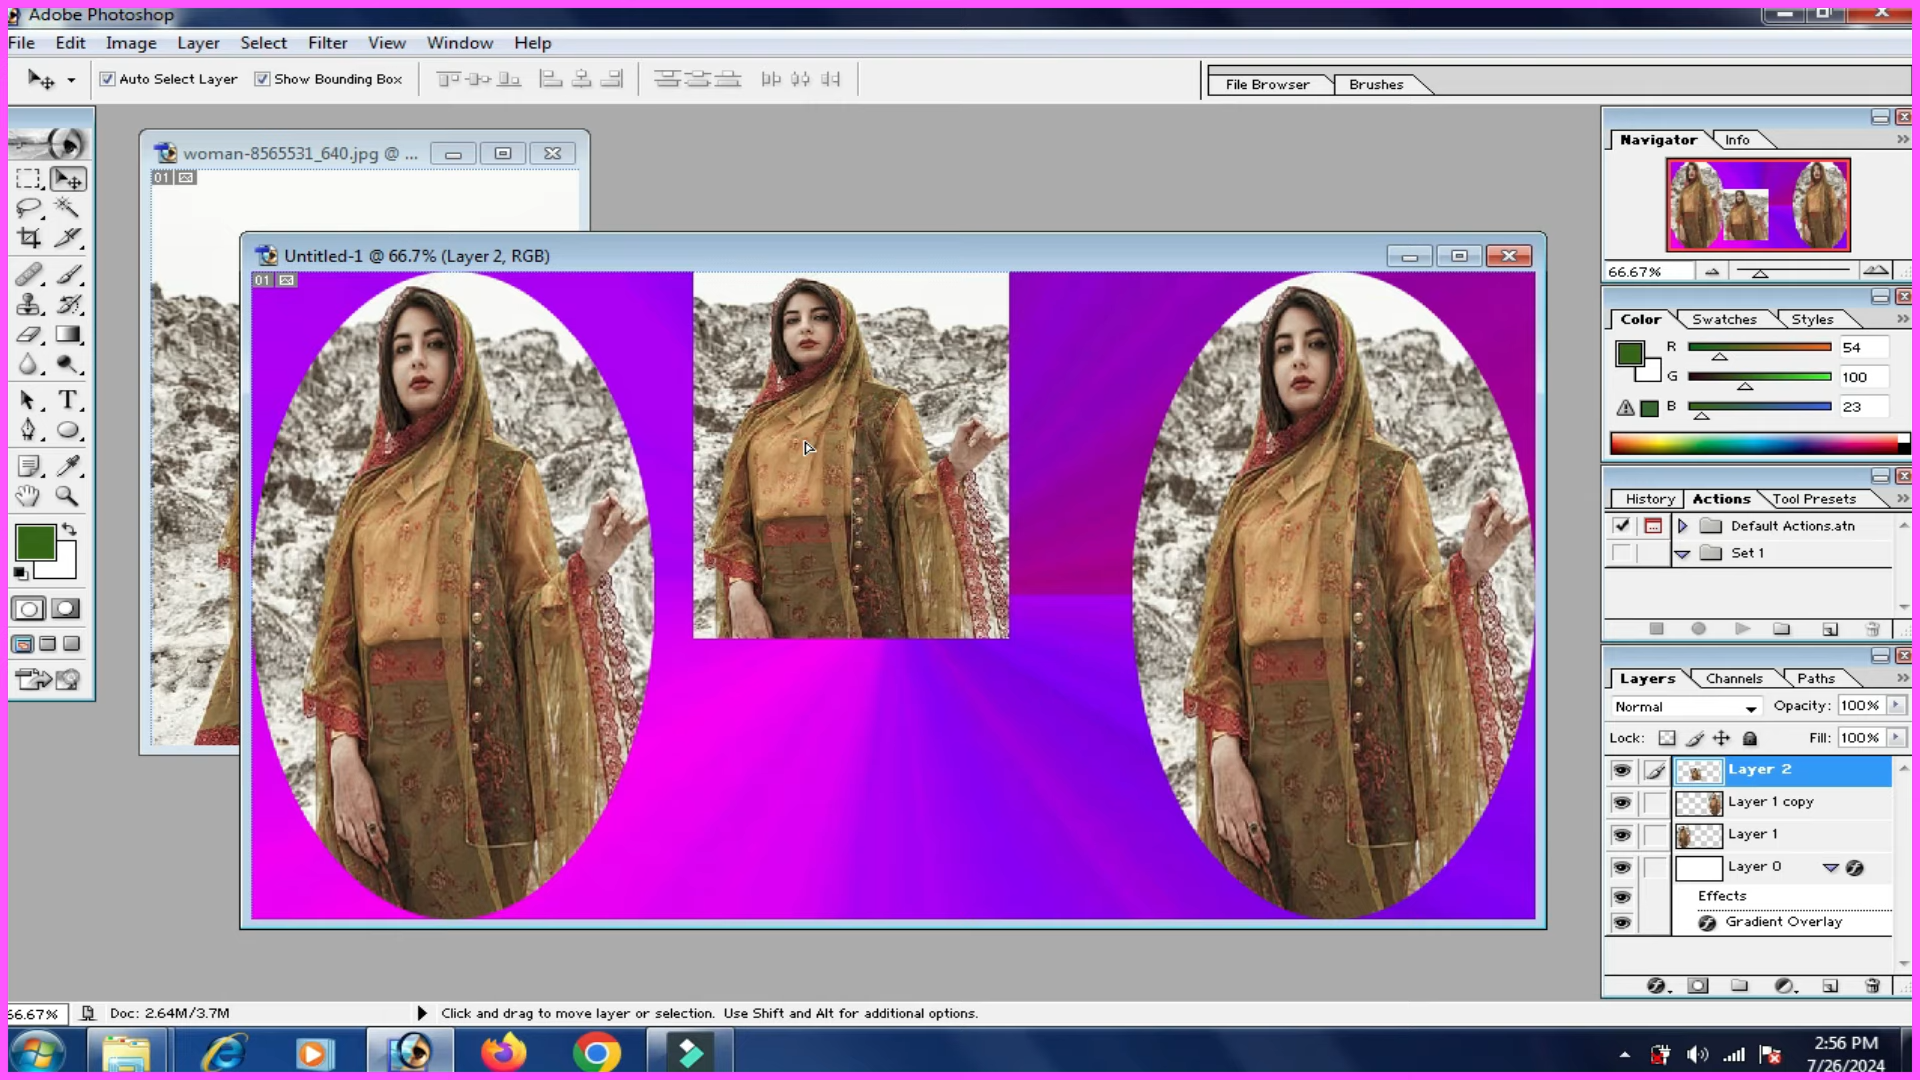 Adobe Photoshop
File Edit Image Layer Select Filter View Window Help
Auto Select Layer Show Bounding Box
File Browser Brushes
woman-8565531_640.jpg @ ...
01
Untitled-1 @ 66.7% (Layer 2, RGB)
01
Navigator Info
66.67%
Color Swatches Styles
R 54
G 100
B 23
History Actions Tool Presets
Default Actions.atn
Set 1
Layers Channels Paths
Normal Opacity: 100%
Lock: Fill: 100%
Layer 2
Layer 1 copy
Layer 1
Layer 0
Effects
Gradient Overlay
66.67% Doc: 2.64M/3.7M Click and drag to move layer or selection. Use Shift and Alt for additional options.
2:56 PM
7/26/2024